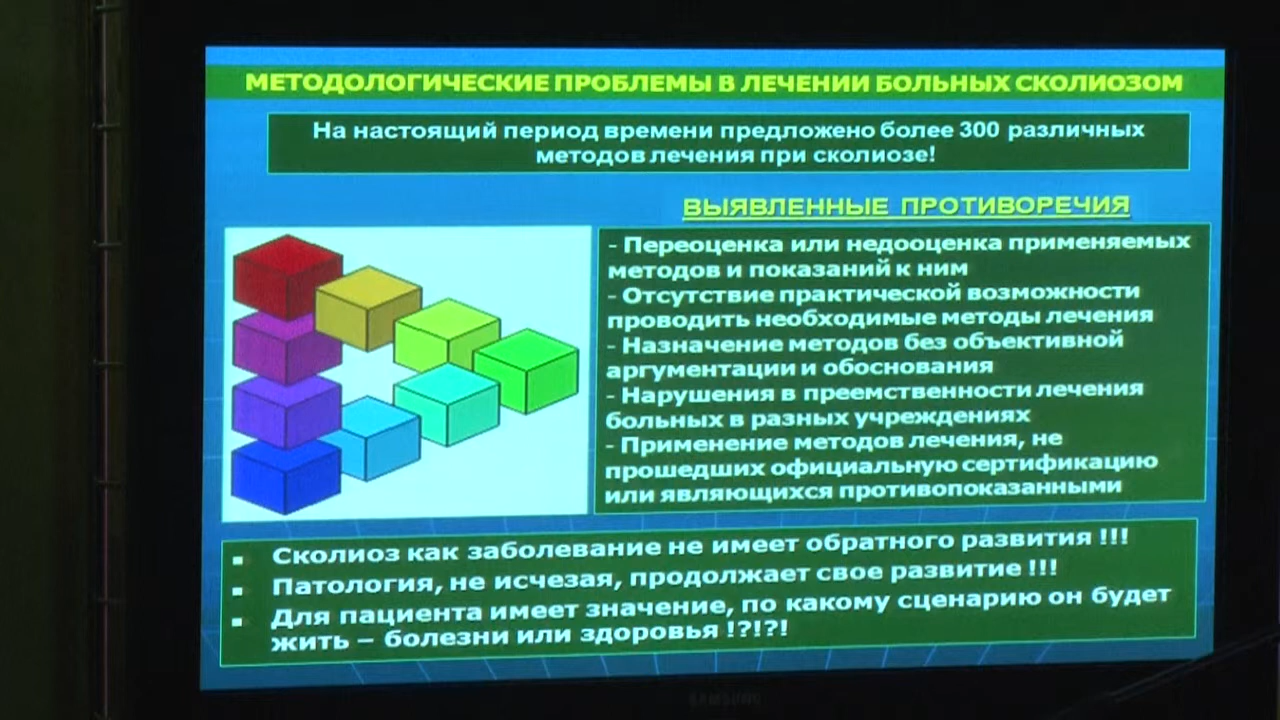 МЕТОДОЛОГИЧЕСКИЕ ПРОБЛЕМЫ В ЛЕЧЕНИИ БОЛЬНЫХ СКОЛИОЗОМ
На настоящий период времени предложено более 300 различных
методов лечения при сколиозе!
ВЫЯВЛЕННЫЕ ПРОТИВОРЕЧИЯ
- Переоценка или недооценка применяемых
методов и показаний к ним
- Отсутствие практической возможности
проводить необходимые методы лечения
- Назначение методов без объективной
аргументации и обоснования
- Нарушения в преемственности лечения
больных в разных учреждениях
- Применение методов лечения, не
прошедших официальную сертификацию
или являющихся противопоказанными
▪ Сколиоз как заболевание не имеет обратного развития !!!
▪ Патология, не исчезая, продолжает свое развитие !!!
▪ Для пациента имеет значение, по какому сценарию он будет
жить – болезни или здоровья !?!?!
SAMSUNG